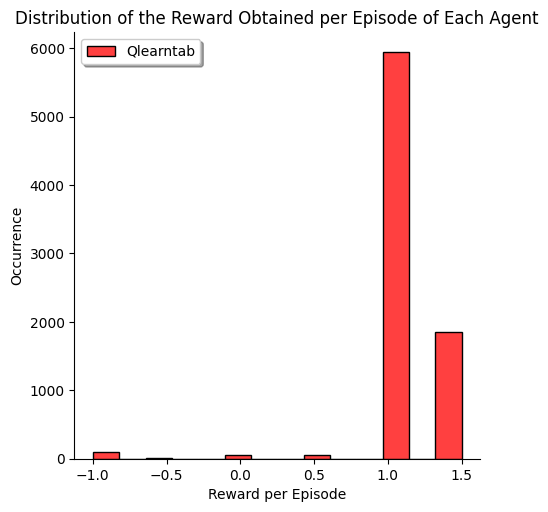 Distribution of the Reward Obtained per Episode of Each Agent
Qlearntab
6000
5000
4000
3000
2000
1000
0
Occurrence
−1.0 −0.5 0.0 0.5 1.0 1.5
Reward per Episode